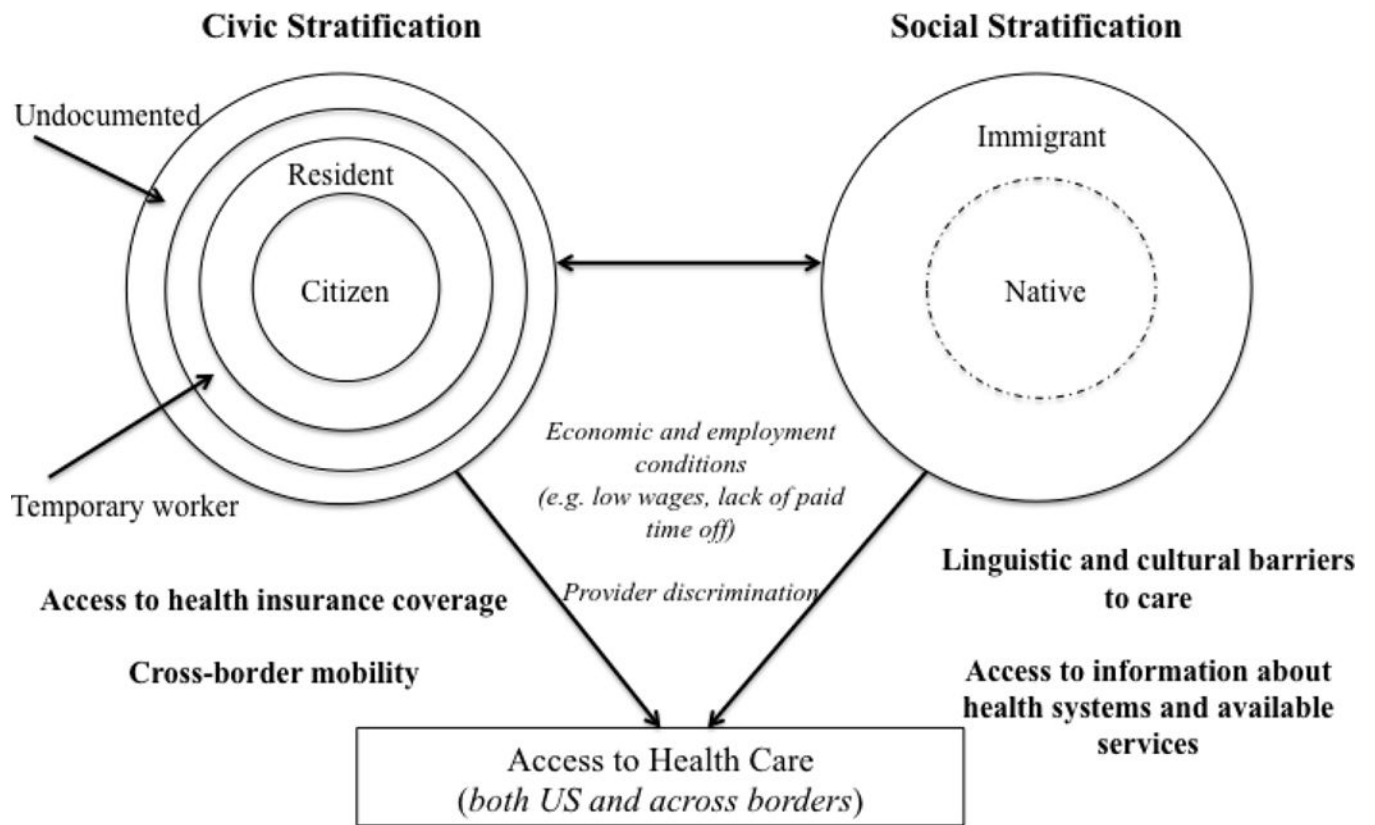 Civic Stratification
Social Stratification
Undocumented
Resident
Citizen
Temporary worker
Immigrant
Native
Economic and employment
conditions
(e.g. low wages, lack of paid
time off)
Provider discrimination
Access to health insurance coverage
Cross-border mobility
Linguistic and cultural barriers
to care
Access to information about
health systems and available
services
Access to Health Care
(both US and across borders)